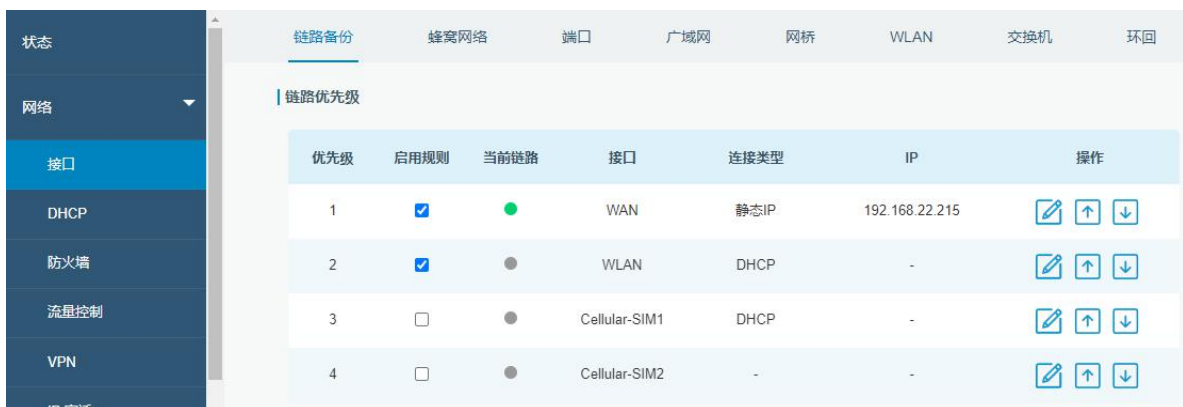 状态
网络
接口
DHCP
防火墙
流量控制
VPN
链路备份 蜂窝网络 端口 广域网 网桥 WLAN 交换机 环回
链路优先级
优先级 启用规则 当前链路 接口 连接类型 IP 操作
1 WAN 静态IP 192.168.22.215
2 WLAN DHCP -
3 Cellular-SIM1 DHCP -
4 Cellular-SIM2 - -